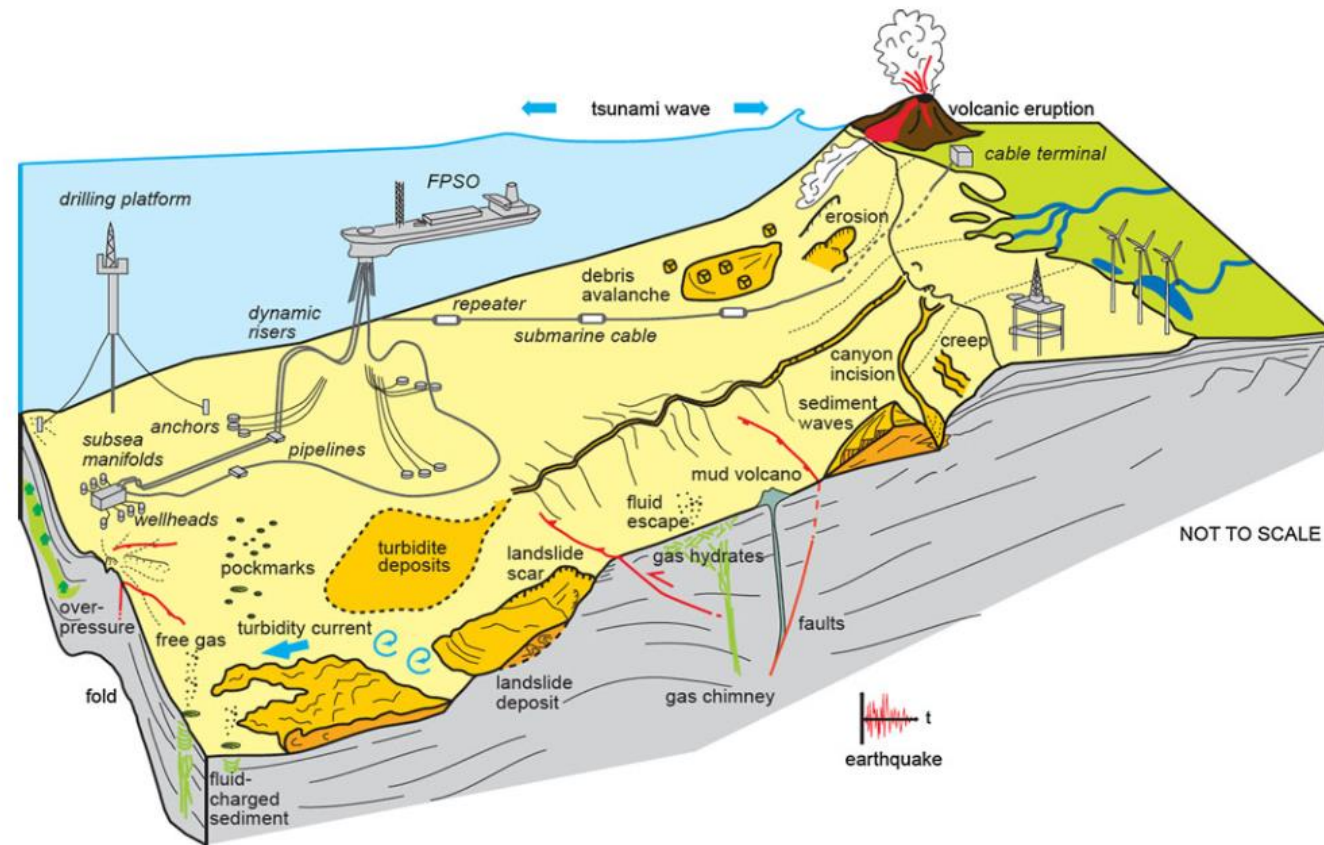 tsunami wave
volcanic eruption
cable terminal
drilling platform
FPSO
erosion
debris
avalanche
dynamic
risers
repeater
submarine cable
creep
canyon
incision
sediment
waves
anchors
subsea
manifolds
pipelines
mud volcano
wellheads
fluid
escape
turbidite
deposits
landslide
scar
gas hydrates
NOT TO SCALE
pockmarks
over-
pressure
free gas
turbidity current
faults
fold
landslide
deposit
gas chimney
t
earthquake
fluid-
charged
sediment